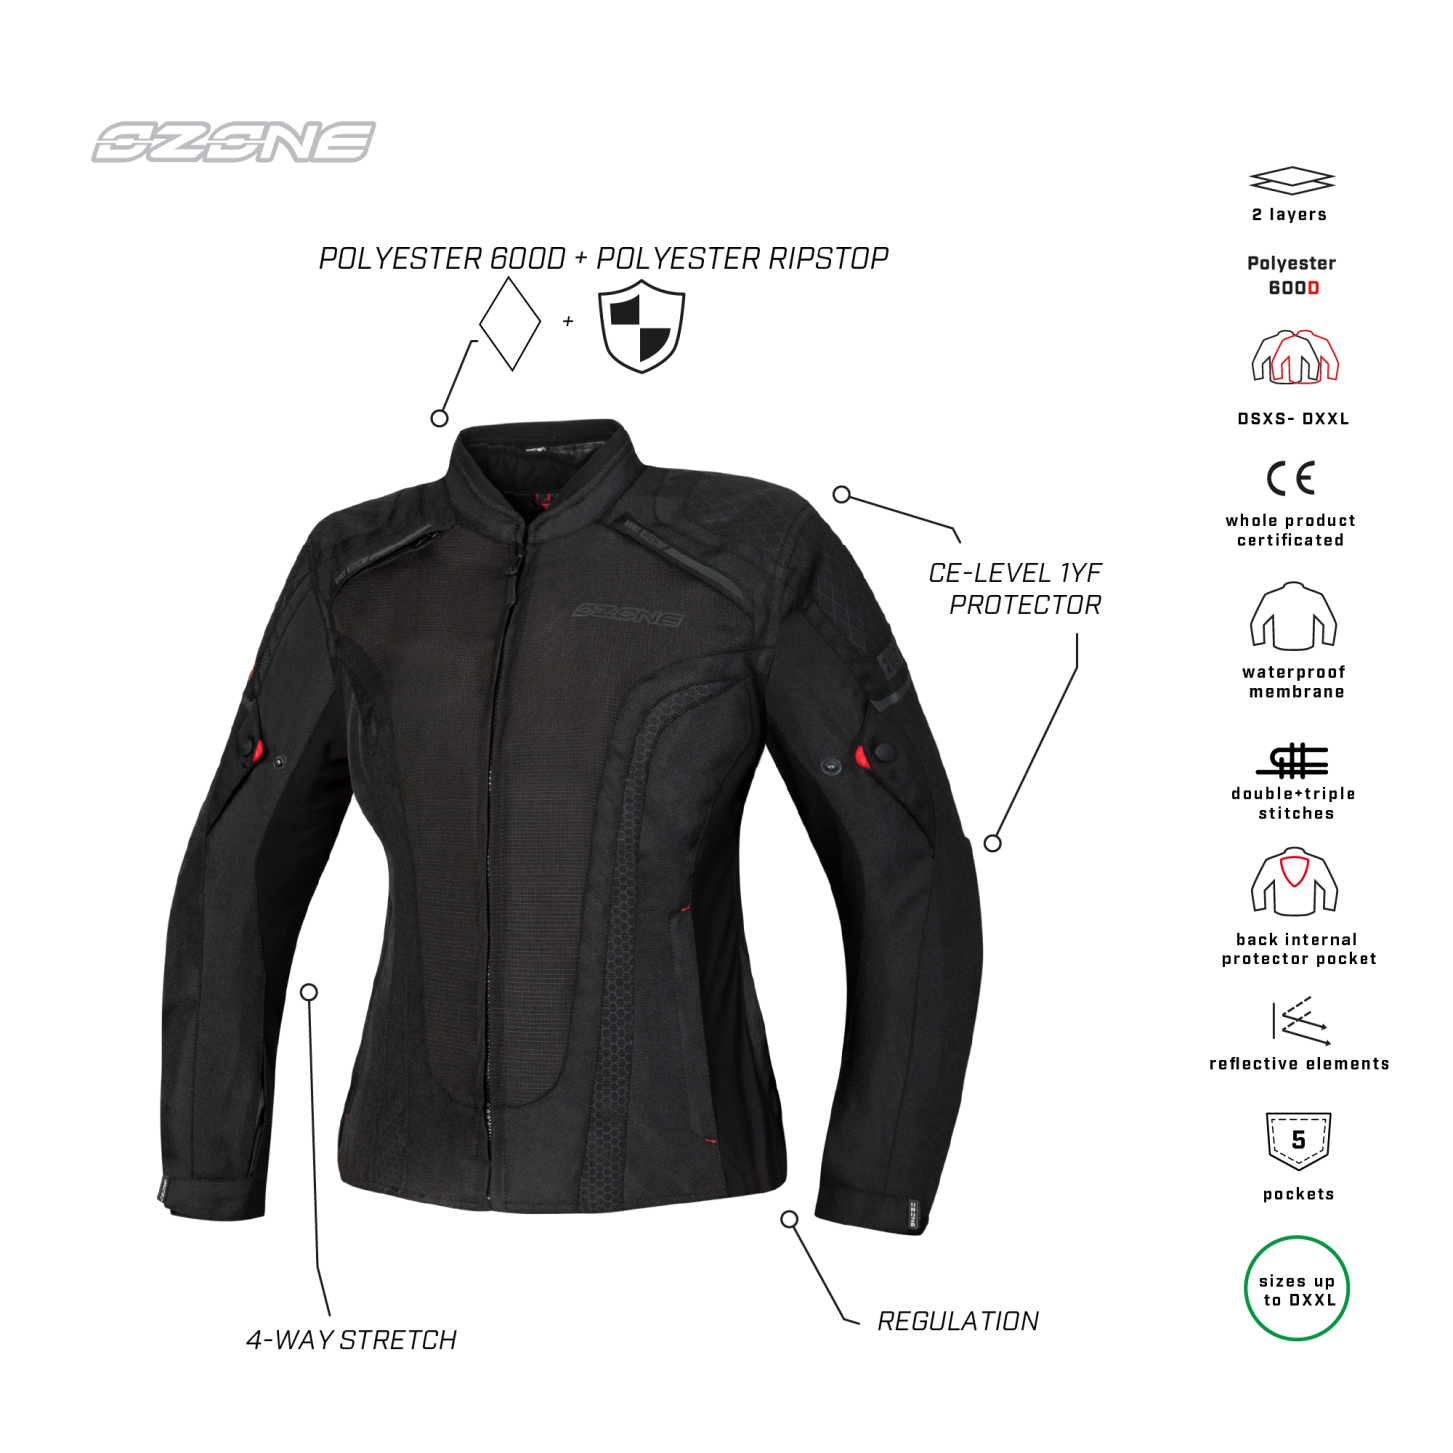 OZONE
POLYESTER 600D + POLYESTER RIPSTOP
+
CE-LEVEL 1YF
PROTECTOR
OZONE
4-WAY STRETCH
REGULATION
2 layers
Polyester
600D
DSXS- DXXL
CE
whole product
certificated
waterproof
membrane
double+triple
stitches
back internal
protector pocket
reflective elements
5
pockets
sizes up
to DXXL